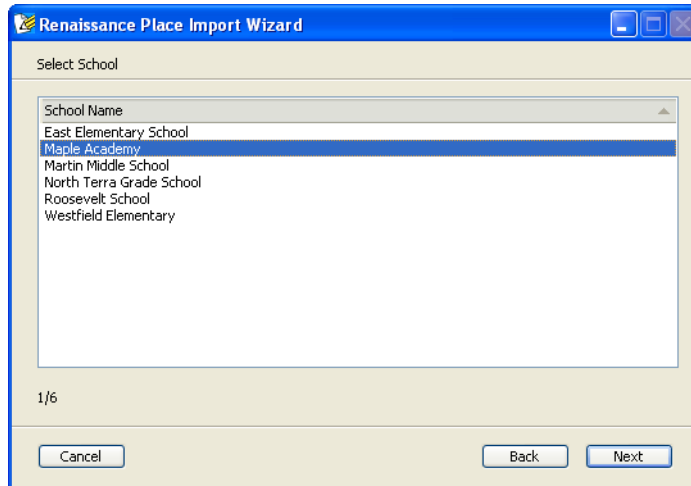 Renaissance Place Import Wizard
Select School
School Name
East Elementary School
Maple Academy
Martin Middle School
North Terra Grade School
Roosevelt School
Westfield Elementary
1/6
Cancel Back Next